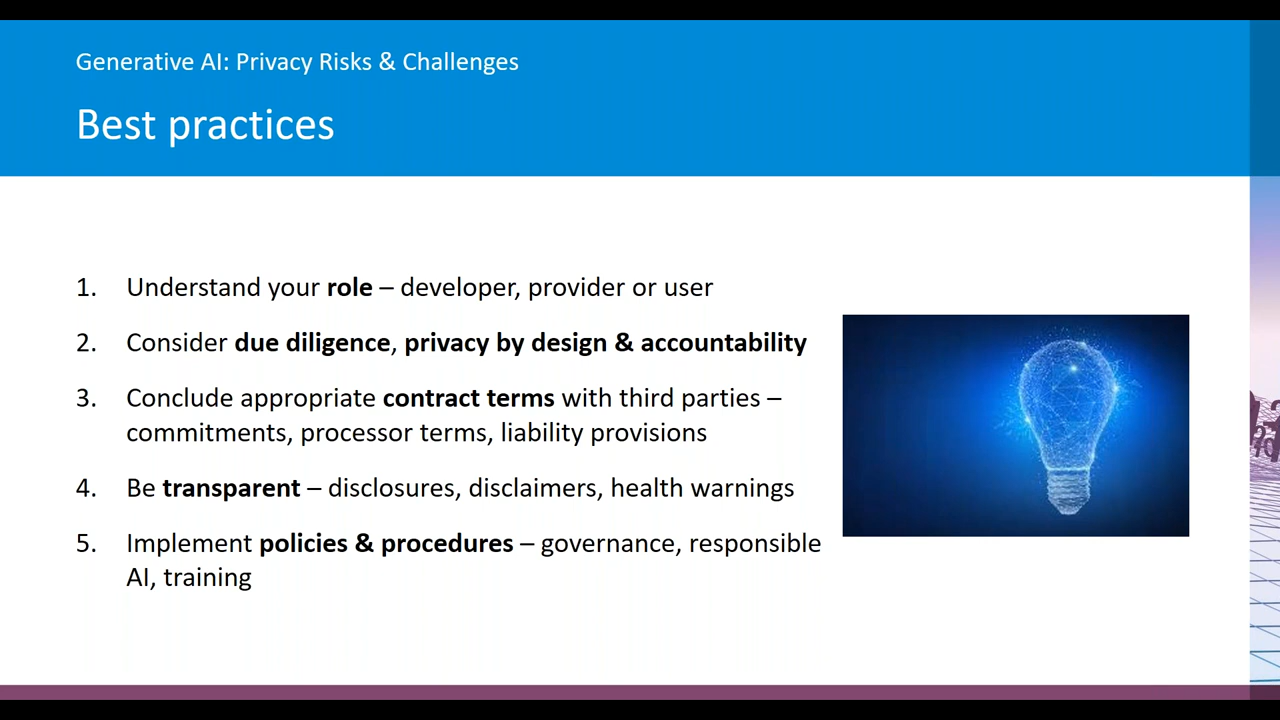 Generative AI: Privacy Risks & Challenges
Best practices
1. Understand your role – developer, provider or user
2. Consider due diligence, privacy by design & accountability
3. Conclude appropriate contract terms with third parties –
commitments, processor terms, liability provisions
4. Be transparent – disclosures, disclaimers, health warnings
5. Implement policies & procedures – governance, responsible
AI, training